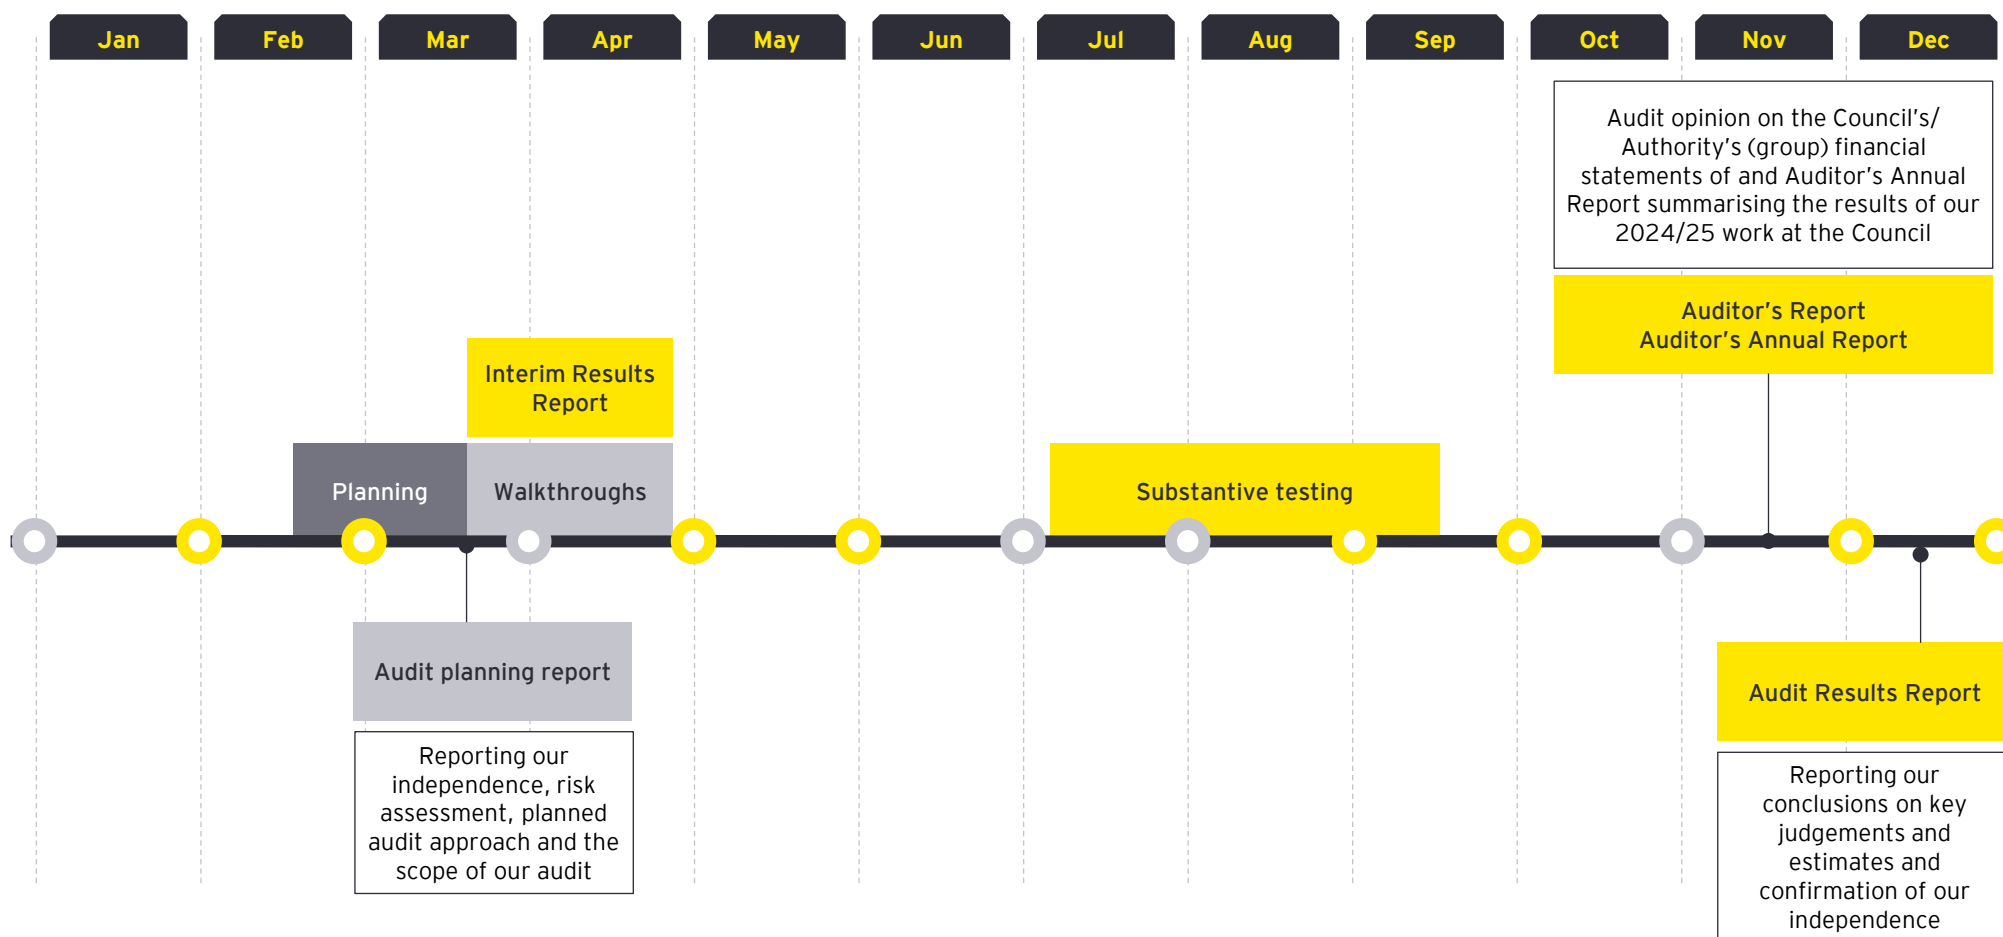 Jan
Feb
Mar
Apr
May
Jun
Jul
Aug
Sep
Oct
Nov
Dec
Audit opinion on the Council's/
Authority's (group) financial
statements of and Auditor's Annual
Report summarising the results of our
2024/25 work at the Council
Auditor's Report
Auditor's Annual Report
Interim Results
Report
Planning
Walkthroughs
Substantive testing
Audit planning report
Reporting our
independence, risk
assessment, planned
audit approach and the
scope of our audit
Audit Results Report
Reporting our
conclusions on key
judgements and
estimates and
confirmation of our
independence